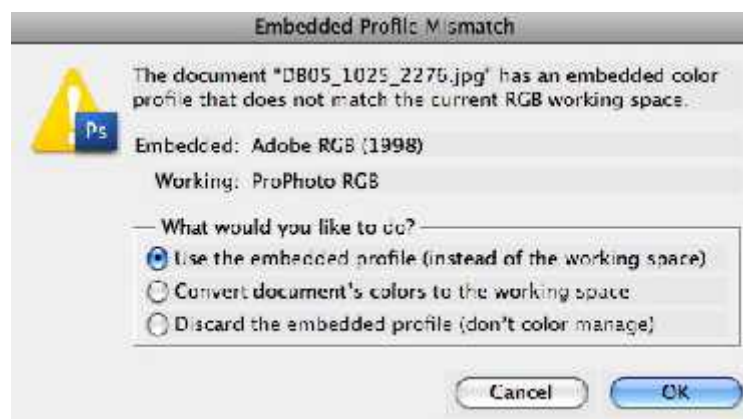 Embedded Profile Mismatch
The document "DB05_1025_2276.jpg" has an embedded color
profile that does not match the current RGB working space.
Ps
Embedded: Adobe RGB (1998)
Working: ProPhoto RGB
What would you like to do?
Use the embedded profile (instead of the working space)
Convert document's colors to the working space
Discard the embedded profile (don't color manage)
Cancel OK